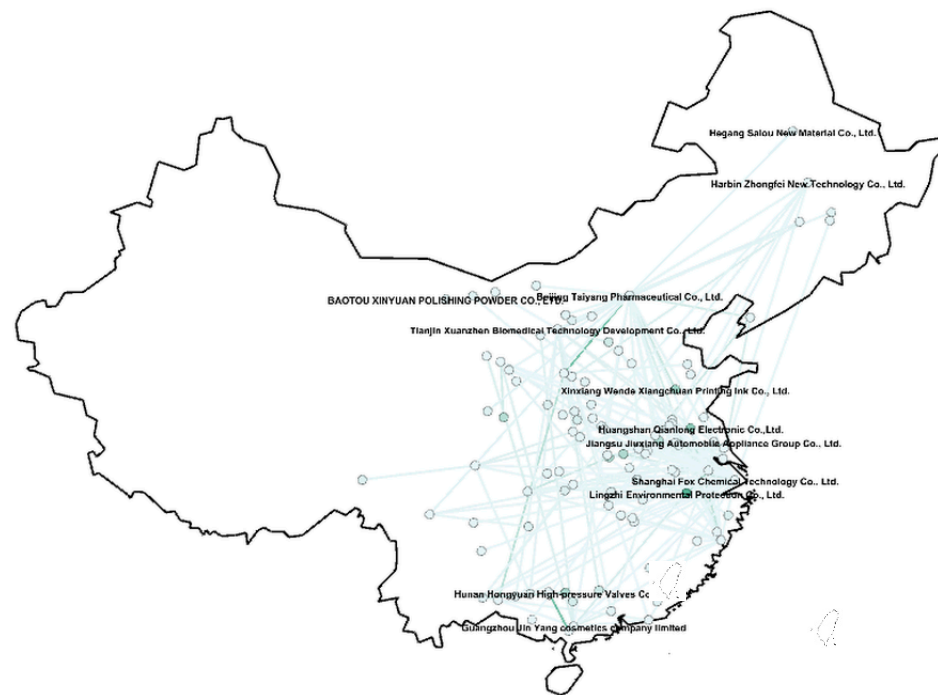 Hegang Salou New Material Co., Ltd.
Harbin Zhongfei New Technology Co., Ltd.
Beijing Taiyang Pharmaceutical Co., Ltd.
BAOTOU XINYUAN POLISHING POWDER CO., LTD.
Tianjin Xuanzhen Biomedical Technology Development Co., Ltd.
Xinxiang Wende Xiangchuan Printing Ink Co., Ltd.
Huangshan Qianlong Electronic Co.,Ltd.
Jiangsu Jiuxiang Automobile Appliance Group Co., Ltd.
Shanghai Fox Chemical Technology Co., Ltd.
Lingzhi Environmental Protection Co., Ltd.
Hunan Hongyuan High-pressure Valves Co
Guangzhou Jin Yang cosmetics company limited